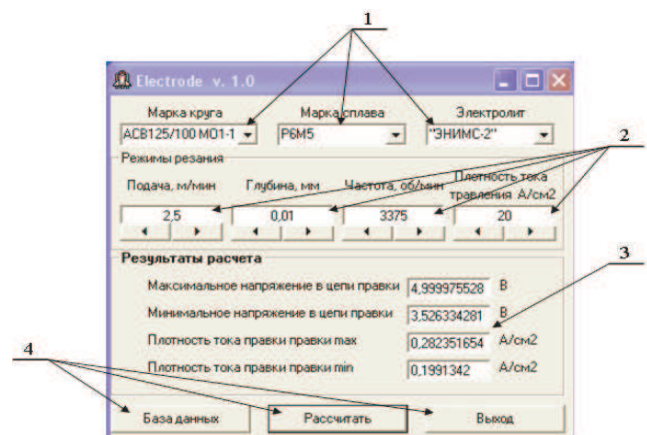 1
Electrode v. 1.0
Марка круга Марка сплава Электролит
АСВ125/100 МО1-1 Р6М5 "ЭНИМС-2"
2
Режимы резания
Подача, м/мин Глубина, мм Частота, об/мин Плотность тока травления А/см2
2,5 0,01 3375 20
Результаты расчета
3
Максимальное напряжение в цепи правки 4,999975528 В
Минимальное напряжение в цепи правки 3,526334281 В
Плотность тока правки правки max 0,282351654 А/см2
4
Плотность тока правки правки min 0,1991342 А/см2
База данных Рассчитать Выход